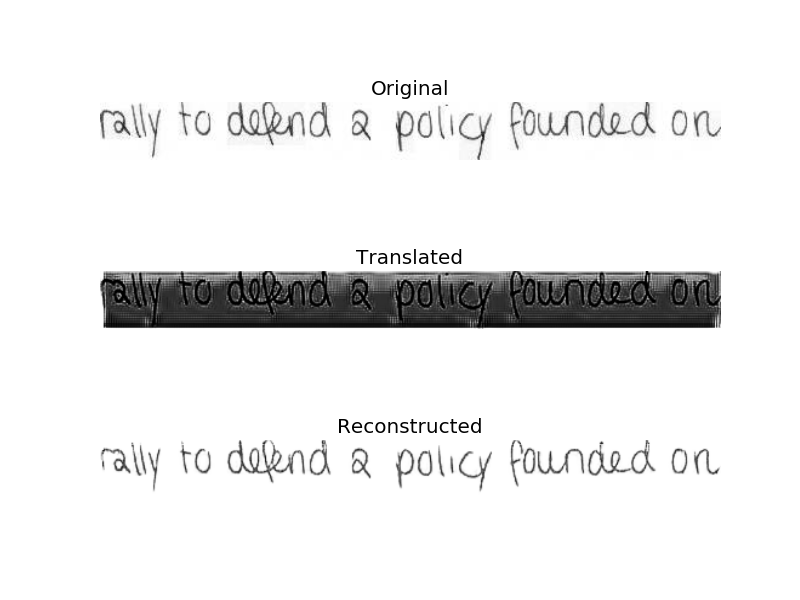 Original
rally to defend a policy founded on
Translated
rally to defend a policy founded on
Reconstructed
rally to defend a policy founded on